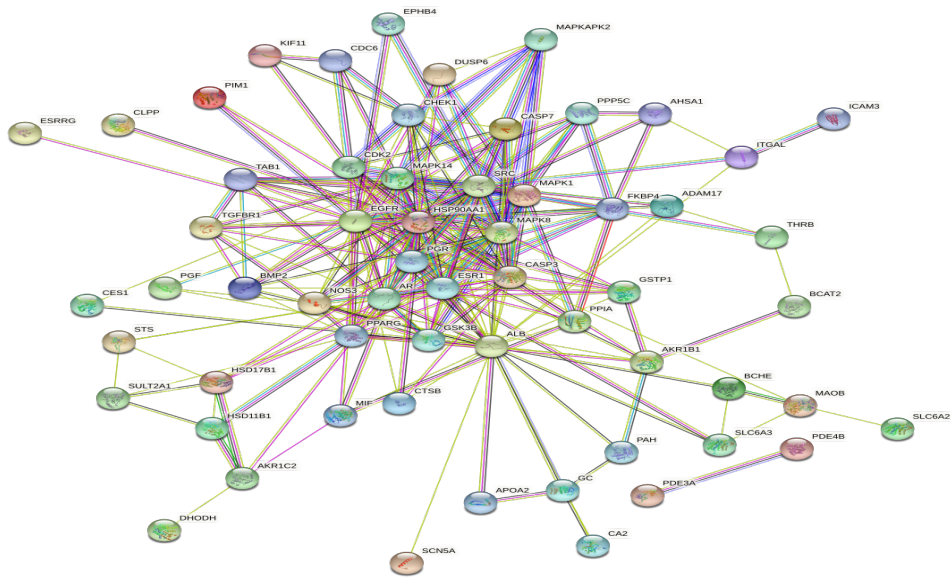 EPHB4
MAPKAPK2
KIF11
CDC6
DUSP6
PIM1
CHEK1
PPP5C
AHSA1
ICAM3
ESRRG
CLPP
CASP7
ITGAL
TAB1
CDK2
MAPK14
SRC
MAPK1
FKBP4
ADAM17
TGFBR1
EGFR
HSP90AA1
MAPK8
THRB
PGR
CASP3
PGF
BMP2
ESR1
GSTP1
CES1
NOS3
AR
BCAT2
PPIA
STS
PPARG
GSK3B
ALB
AKR1B1
HSD17B1
BCHE
MAOB
SULT2A1
CTSB
MIF
SLC6A2
HSD11B1
SLC6A3
PAH
PDE4B
AKR1C2
GC
APOA2
PDE3A
DHODH
CA2
SCN5A